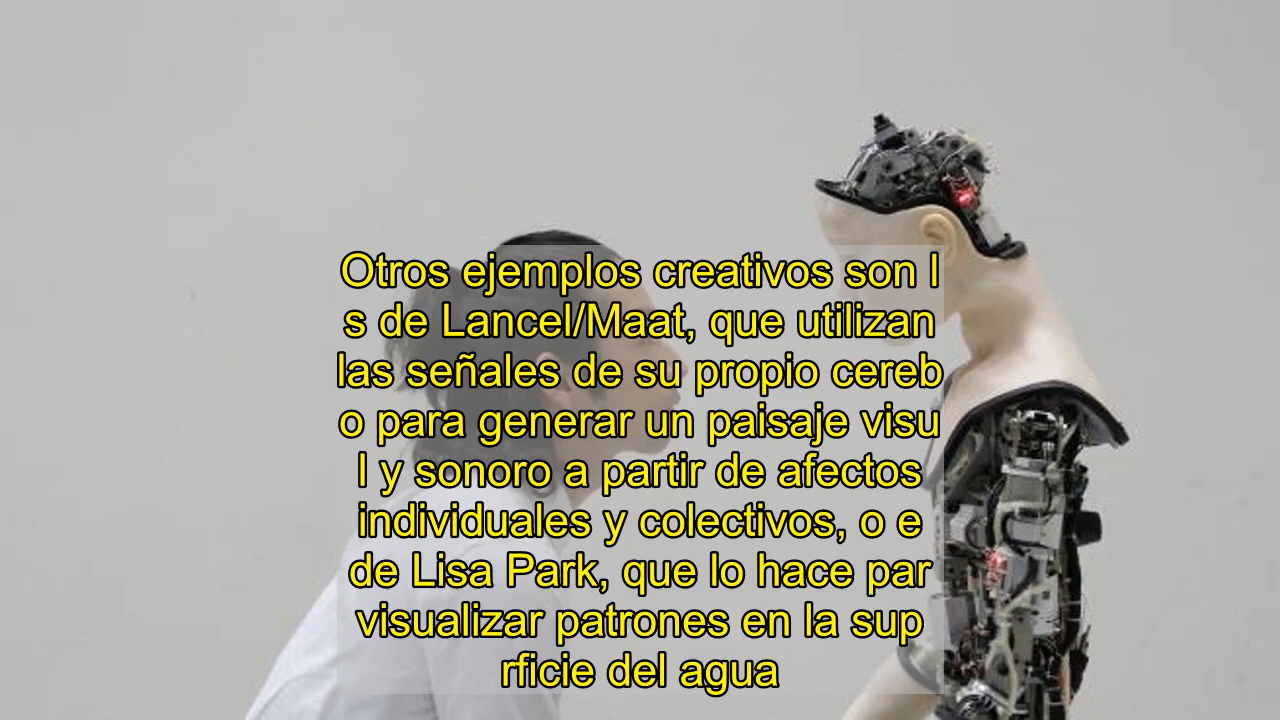 Otros ejemplos creativos son l
s de Lancel/Maat, que utilizan
las señales de su propio cereb
o para generar un paisaje visu
l y sonoro a partir de afectos
individuales y colectivos, o e
de Lisa Park, que lo hace par
visualizar patrones en la sup
rficie del agua